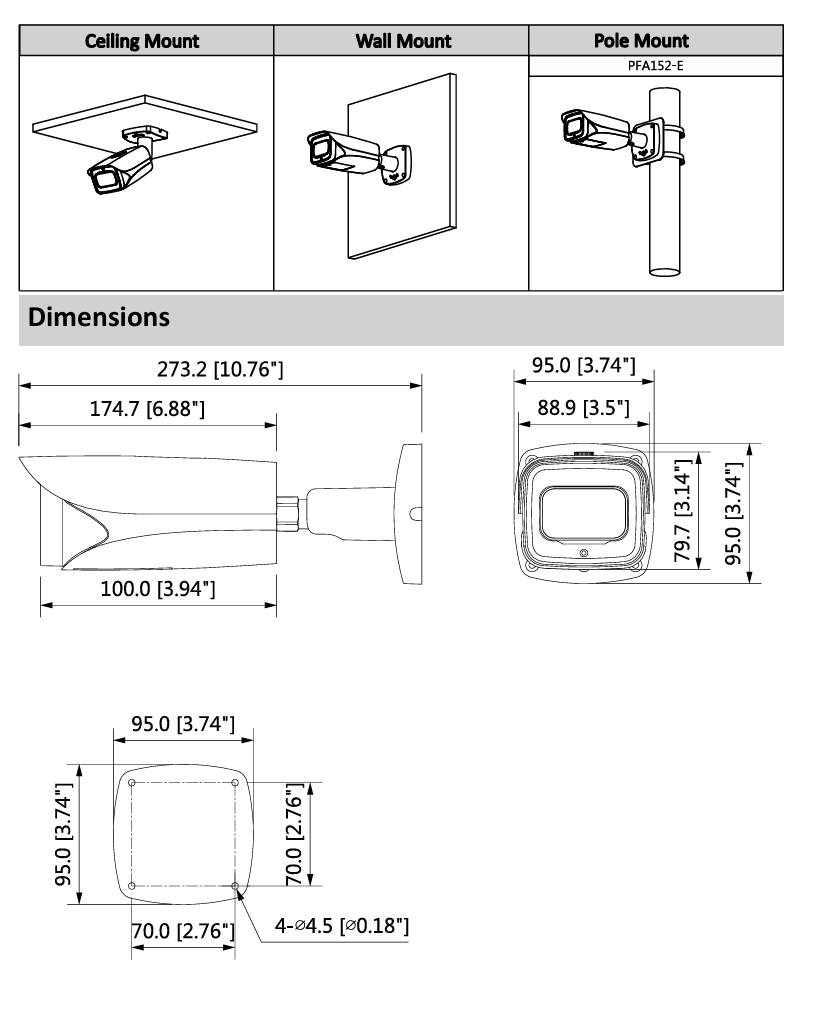 Ceiling Mount
Wall Mount
Pole Mount
PFA152-E
Dimensions
273.2 [10.76"]
174.7 [6.88"]
100.0 [3.94"]
95.0 [3.74"]
88.9 [3.5"]
79.7 [3.14"]
95.0 [3.74"]
95.0 [3.74"]
95.0 [3.74"]
70.0 [2.76"]
70.0 [2.76"]
4-⌀4.5 [⌀0.18"]